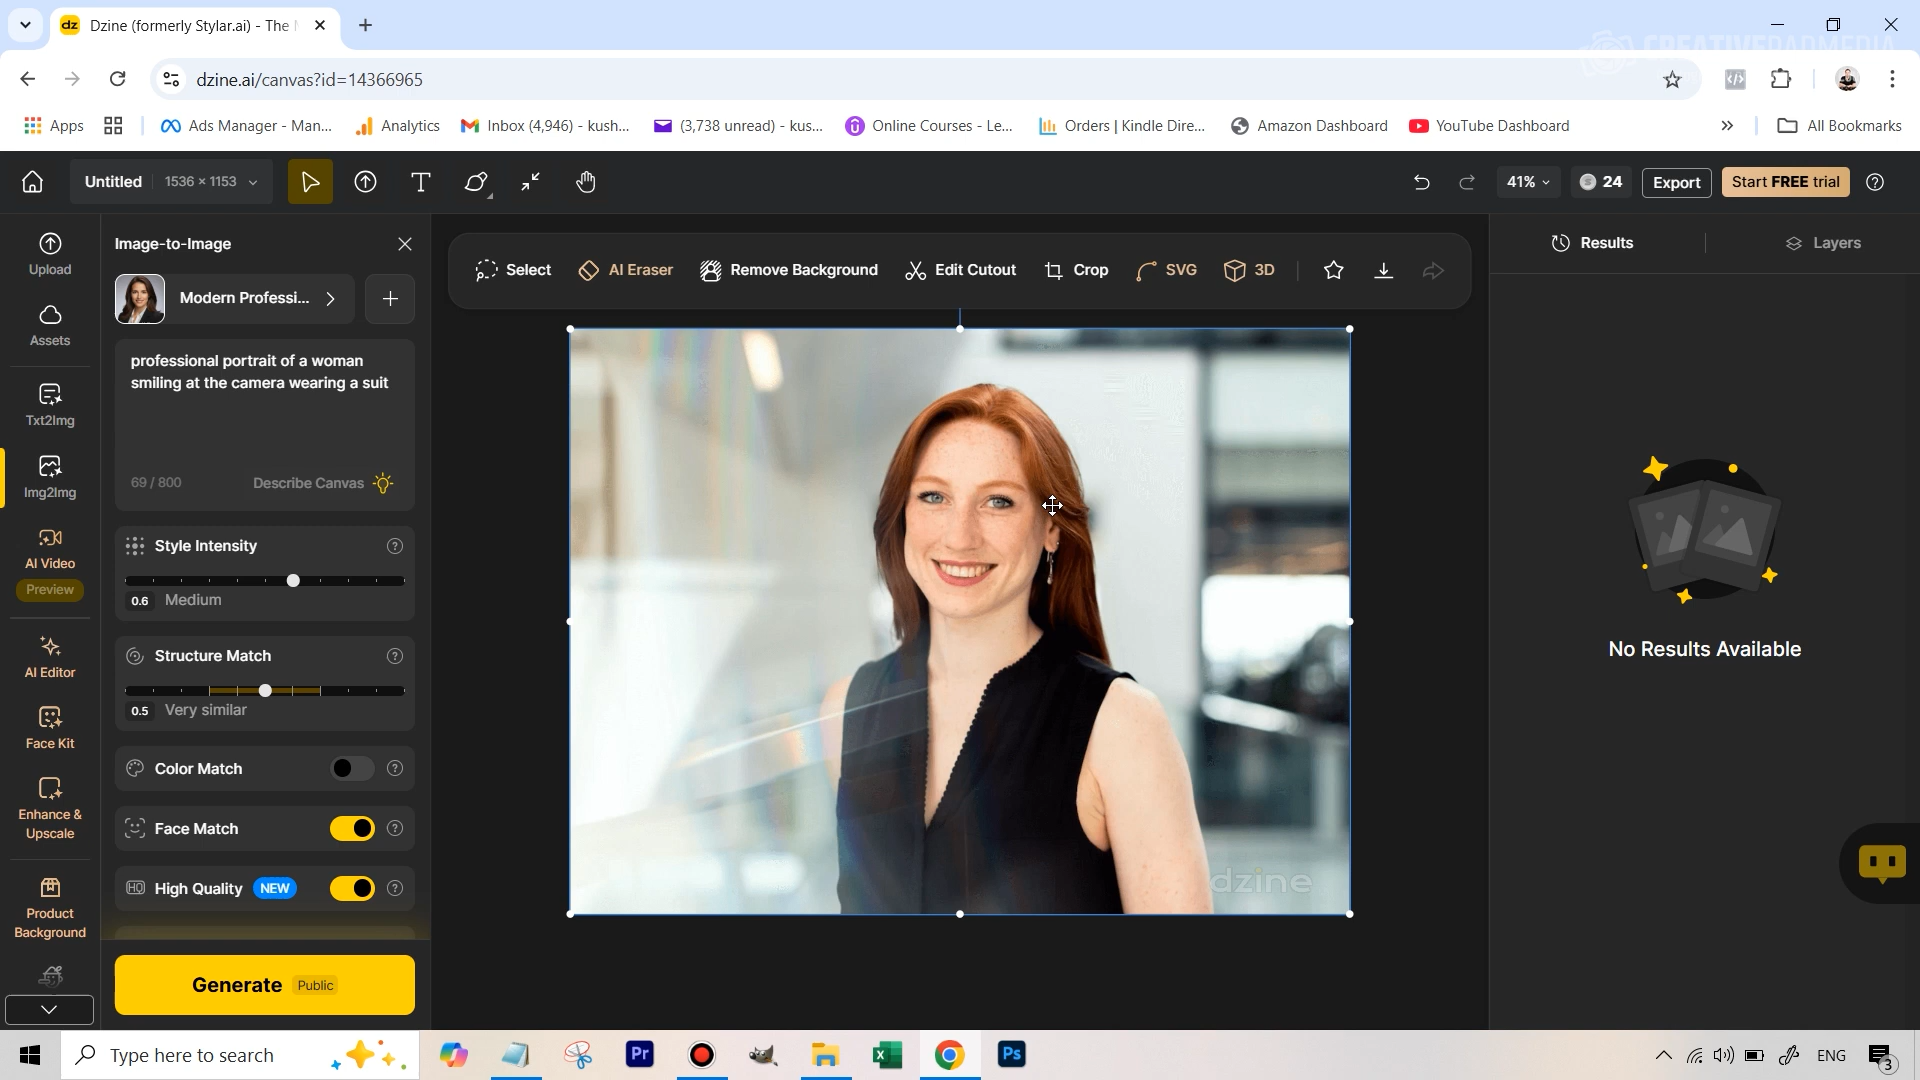 dz
Dzine (formerly Stylar.ai) - The
CREATIVEDADMEDIA
dzine.ai/canvas?id=14366965
Apps
Ads Manager - Man...
Analytics
Inbox (4,946) - kush...
(3,738 unread) - kus...
Online Courses - Le...
Orders | Kindle Dire...
Amazon Dashboard
YouTube Dashboard
All Bookmarks
Untitled
1536 × 1153
T
41%
24
Export
Start FREE trial
Upload
Assets
Txt2Img
Img2Img
AI Video
Preview
AI Editor
Face Kit
Enhance &
Upscale
Product
Background
Image-to-Image
Modern Professi...
professional portrait of a woman
smiling at the camera wearing a suit
69 / 800
Describe Canvas
Style Intensity
0.6 Medium
Structure Match
0.5 Very similar
Color Match
Face Match
HQ High Quality NEW
Generate Public
Select
AI Eraser
Remove Background
Edit Cutout
Crop
SVG
3D
dzine
Results
Layers
No Results Available
Type here to search
Pr
Ps
ENG
3